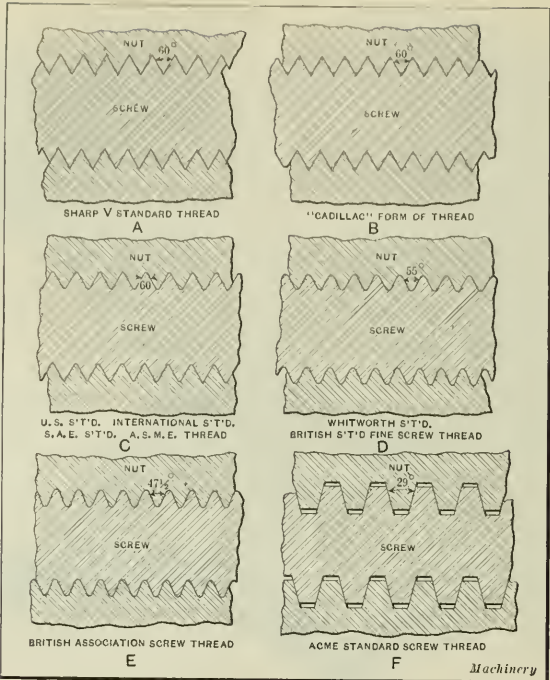 NUT
60°
SCREW
SHARP V STANDARD THREAD
A
NUT
60°
SCREW
"CADILLAC" FORM OF THREAD
B
NUT
60
SCREW
U.S. S'T'D. INTERNATIONAL S'T'D.
S.A.E. S'T'D. A.S.M.E. THREAD
C
NUT
55°
SCREW
WHITWORTH S'T'D.
BRITISH S'T'D FINE SCREW THREAD
D
NUT
47½°
SCREW
BRITISH ASSOCIATION SCREW THREAD
E
NUT
29°
SCREW
ACME STANDARD SCREW THREAD
F
Machinery